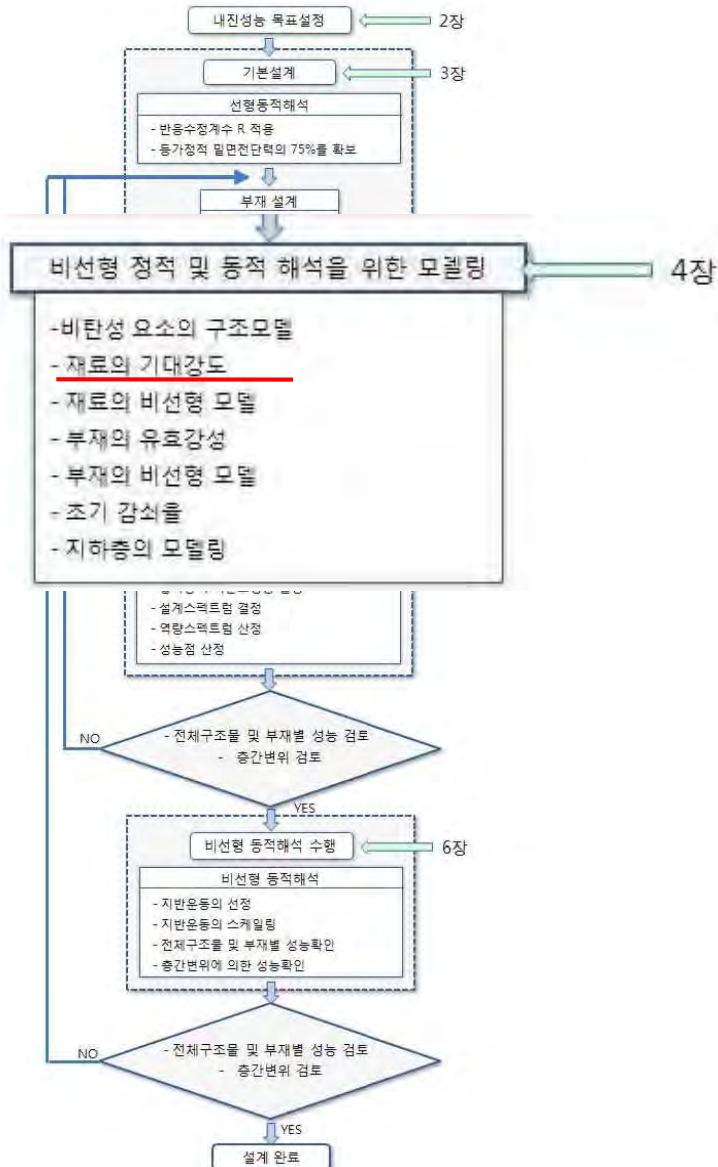 내진성능 목표설정
2장
기본설계
3장
선형동적해석
- 반응수정계수 R 적용
- 등가정적 밑면전단력의 75%를 확보
부재 설계
비선형 정적 및 동적 해석을 위한 모델링
4장
-비탄성 요소의 구조모델
- 재료의 기대강도
- 재료의 비선형 모델
- 부재의 유효강성
- 부재의 비선형 모델
- 초기 감쇠율
- 지하층의 모델링
- 설계스펙트럼 결정
- 역량스펙트럼 산정
- 성능점 산정
NO
- 전체구조물 및 부재별 성능 검토
- 층간변위 검토
YES
비선형 동적해석 수행
6장
비선형 동적해석
- 지반운동의 선정
- 지반운동의 스케일링
- 전체구조물 및 부재별 성능확인
- 층간변위에 의한 성능확인
NO
- 전체구조물 및 부재별 성능 검토
- 층간변위 검토
YES
설계 완료